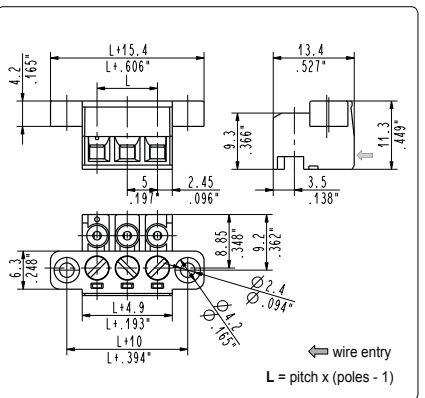 L+15.4
L+.606"
L
4.2
.165"
5
.197"
2.45
.096"
13.4
.527"
9.3
.366"
11.3
.449"
3.5
.138"
6.3
.248"
8.85
.348"
9.2
.362"
L+4.9
L+.193"
L+10
L+.394"
Ø4.2
Ø.165"
Ø2.4
Ø.094"
wire entry
L = pitch x (poles - 1)